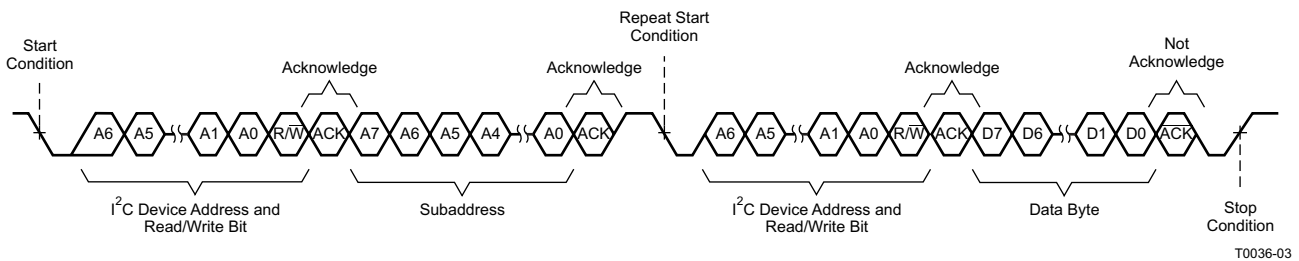 Repeat Start
Condition
Start
Condition
Not
Acknowledge
Acknowledge
Acknowledge
Acknowledge
A6 A5 A1 A0 R/W̅ ACK A7 A6 A5 A4 A0 ACK A6 A5 A1 A0 R/W̅ ACK D7 D6 D1 D0 A̅C̅K̅
I²C Device Address and
Read/Write Bit
Subaddress
I²C Device Address and
Read/Write Bit
Data Byte
Stop
Condition
T0036-03